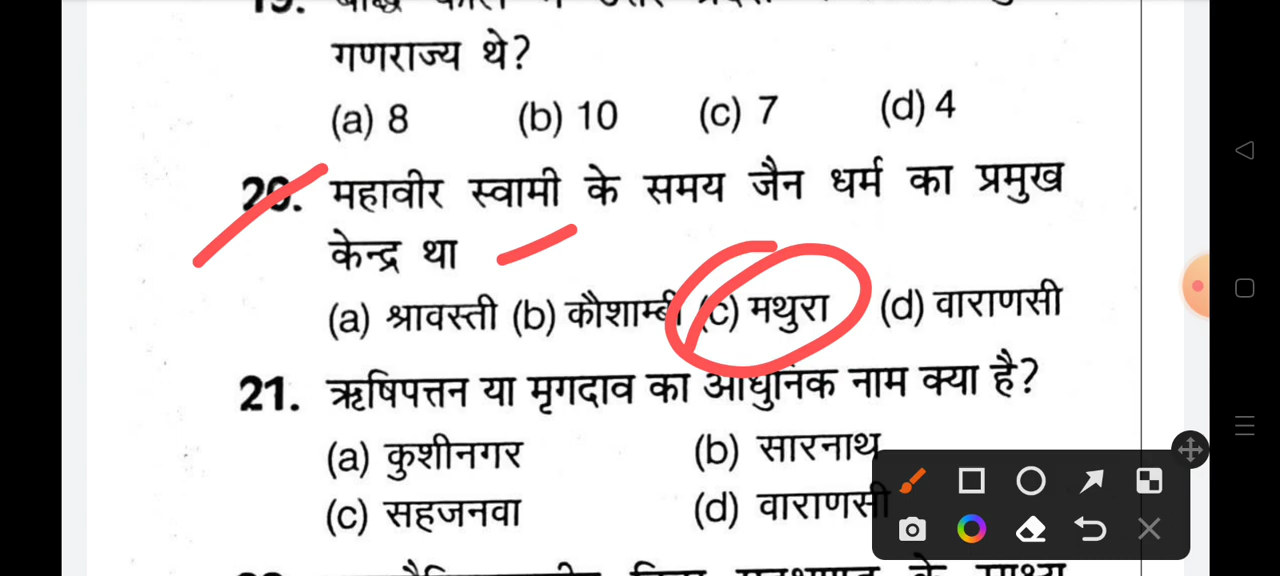 गणराज्य थे?
(a) 8 (b) 10 (c) 7 (d) 4
20. महावीर स्वामी के समय जैन धर्म का प्रमुख
केन्द्र था
(a) श्रावस्ती (b) कौशाम्बी (c) मथुरा (d) वाराणसी
21. ऋषिपत्तन या मृगदाव का आधुनिक नाम क्या है?
(a) कुशीनगर (b) सारनाथ
(c) सहजनवा (d) वाराणसी